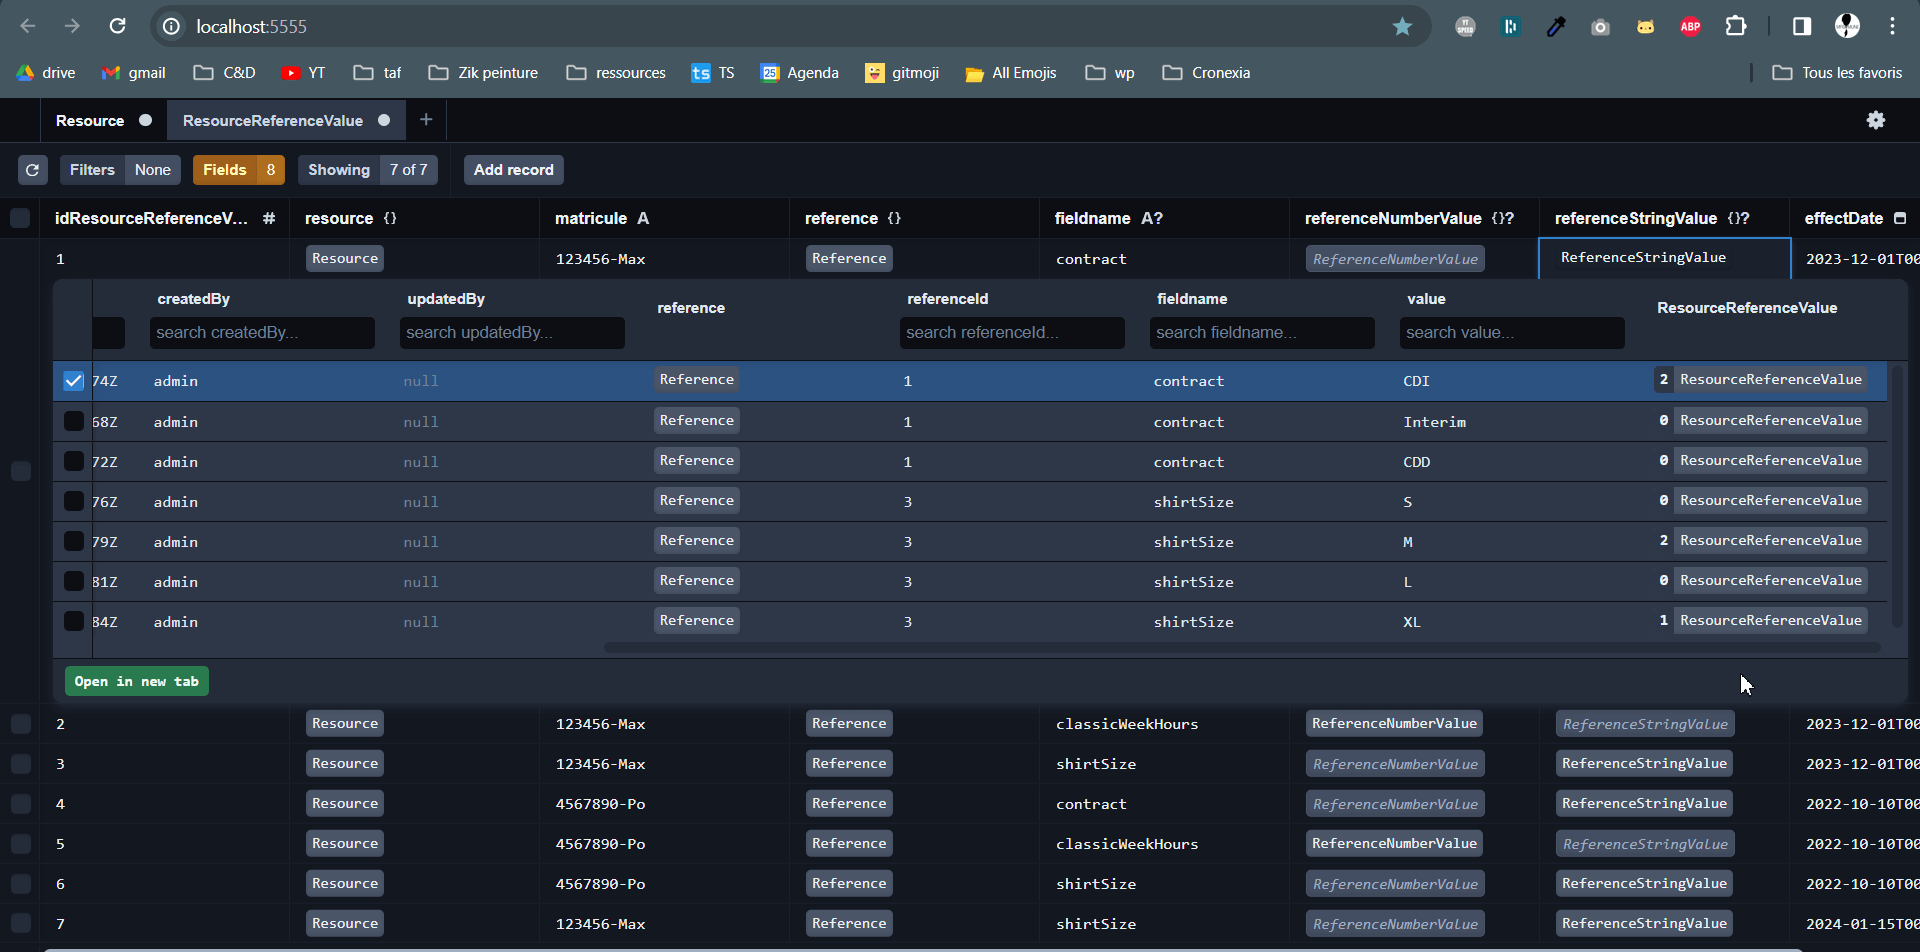 localhost:5555
YT SPEED
ABP
drive gmail C&D YT taf Zik peinture ressources ts TS 25 Agenda gitmoji All Emojis wp Cronexia Tous les favoris
Resource ResourceReferenceValue +
Filters None Fields 8 Showing 7 of 7 Add record
idResourceReferenceV... # resource {} matricule A reference {} fieldname A? referenceNumberValue {}? referenceStringValue {}? effectDate
1 Resource 123456-Max Reference contract ReferenceNumberValue ReferenceStringValue 2023-12-01T00
createdBy updatedBy reference referenceId fieldname value ResourceReferenceValue
search createdBy... search updatedBy... search referenceId... search fieldname... search value...
74Z admin null Reference 1 contract CDI 2 ResourceReferenceValue
68Z admin null Reference 1 contract Interim 0 ResourceReferenceValue
72Z admin null Reference 1 contract CDD 0 ResourceReferenceValue
76Z admin null Reference 3 shirtSize S 0 ResourceReferenceValue
79Z admin null Reference 3 shirtSize M 2 ResourceReferenceValue
81Z admin null Reference 3 shirtSize L 0 ResourceReferenceValue
84Z admin null Reference 3 shirtSize XL 1 ResourceReferenceValue
Open in new tab
2 Resource 123456-Max Reference classicWeekHours ReferenceNumberValue ReferenceStringValue 2023-12-01T00
3 Resource 123456-Max Reference shirtSize ReferenceNumberValue ReferenceStringValue 2023-12-01T00
4 Resource 4567890-Po Reference contract ReferenceNumberValue ReferenceStringValue 2022-10-10T00
5 Resource 4567890-Po Reference classicWeekHours ReferenceNumberValue ReferenceStringValue 2022-10-10T00
6 Resource 4567890-Po Reference shirtSize ReferenceNumberValue ReferenceStringValue 2022-10-10T00
7 Resource 123456-Max Reference shirtSize ReferenceNumberValue ReferenceStringValue 2024-01-15T00